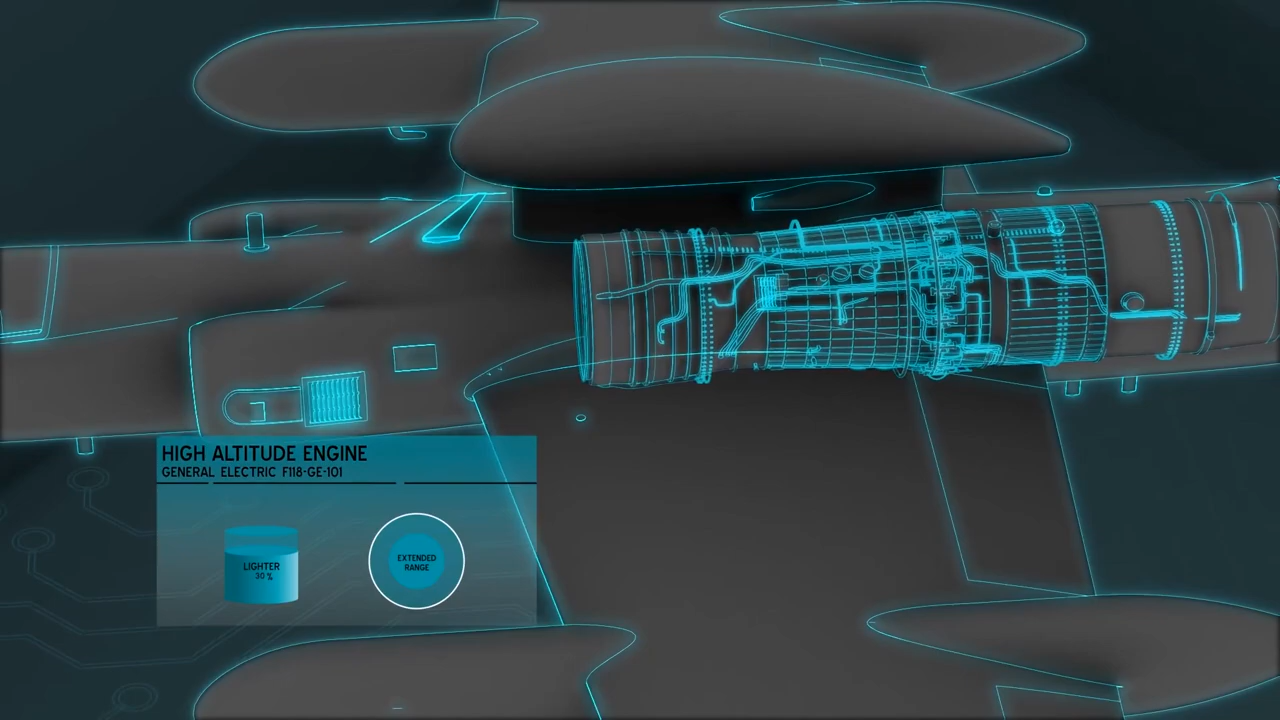 HIGH ALTITUDE ENGINE
GENERAL ELECTRIC F118-GE-101
LIGHTER
30 %
EXTENDED
RANGE